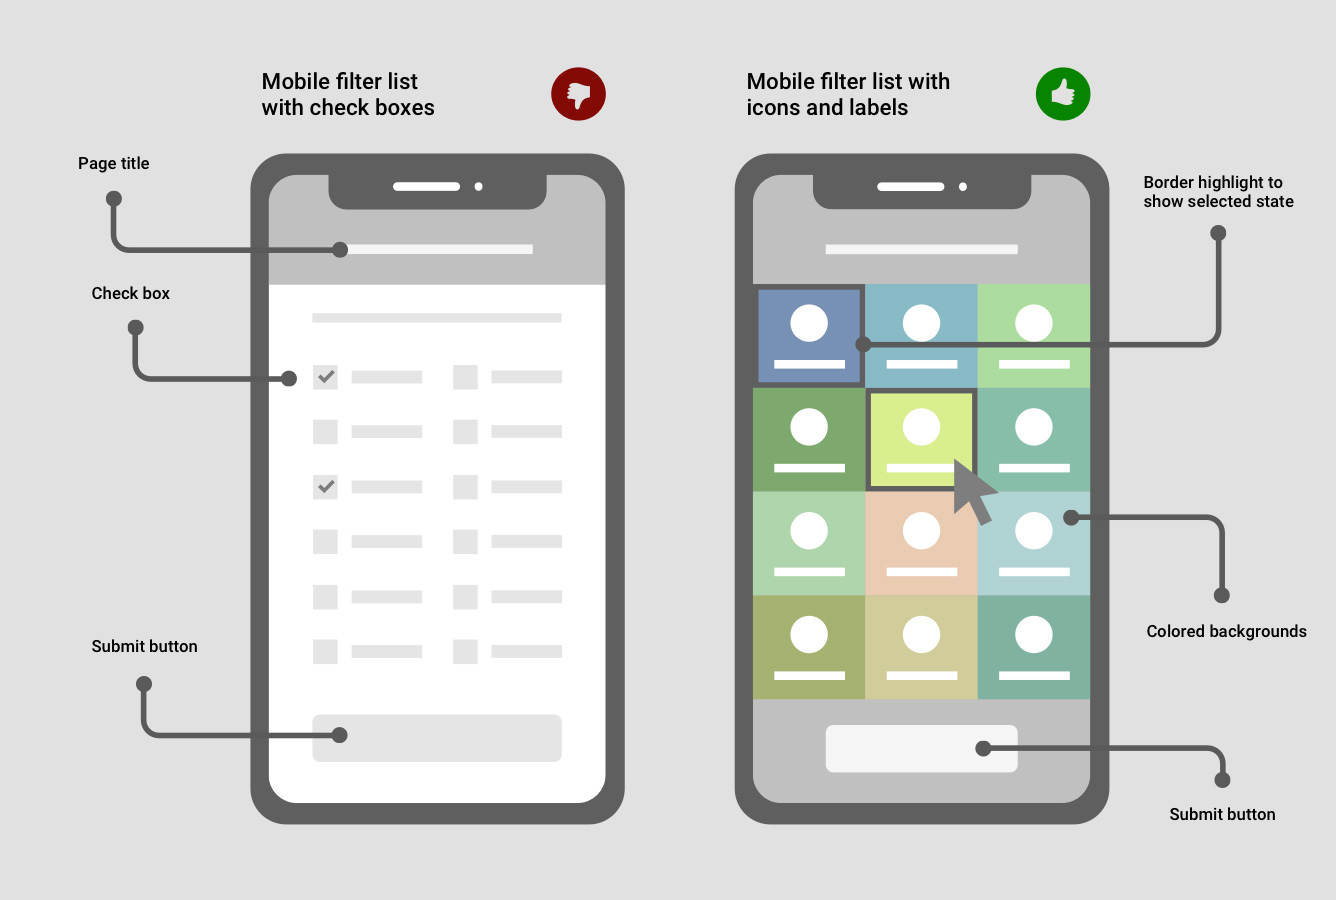 Mobile filter list
with check boxes
Mobile filter list with
icons and labels
Page title
Check box
Submit button
Border highlight to
show selected state
Colored backgrounds
Submit button